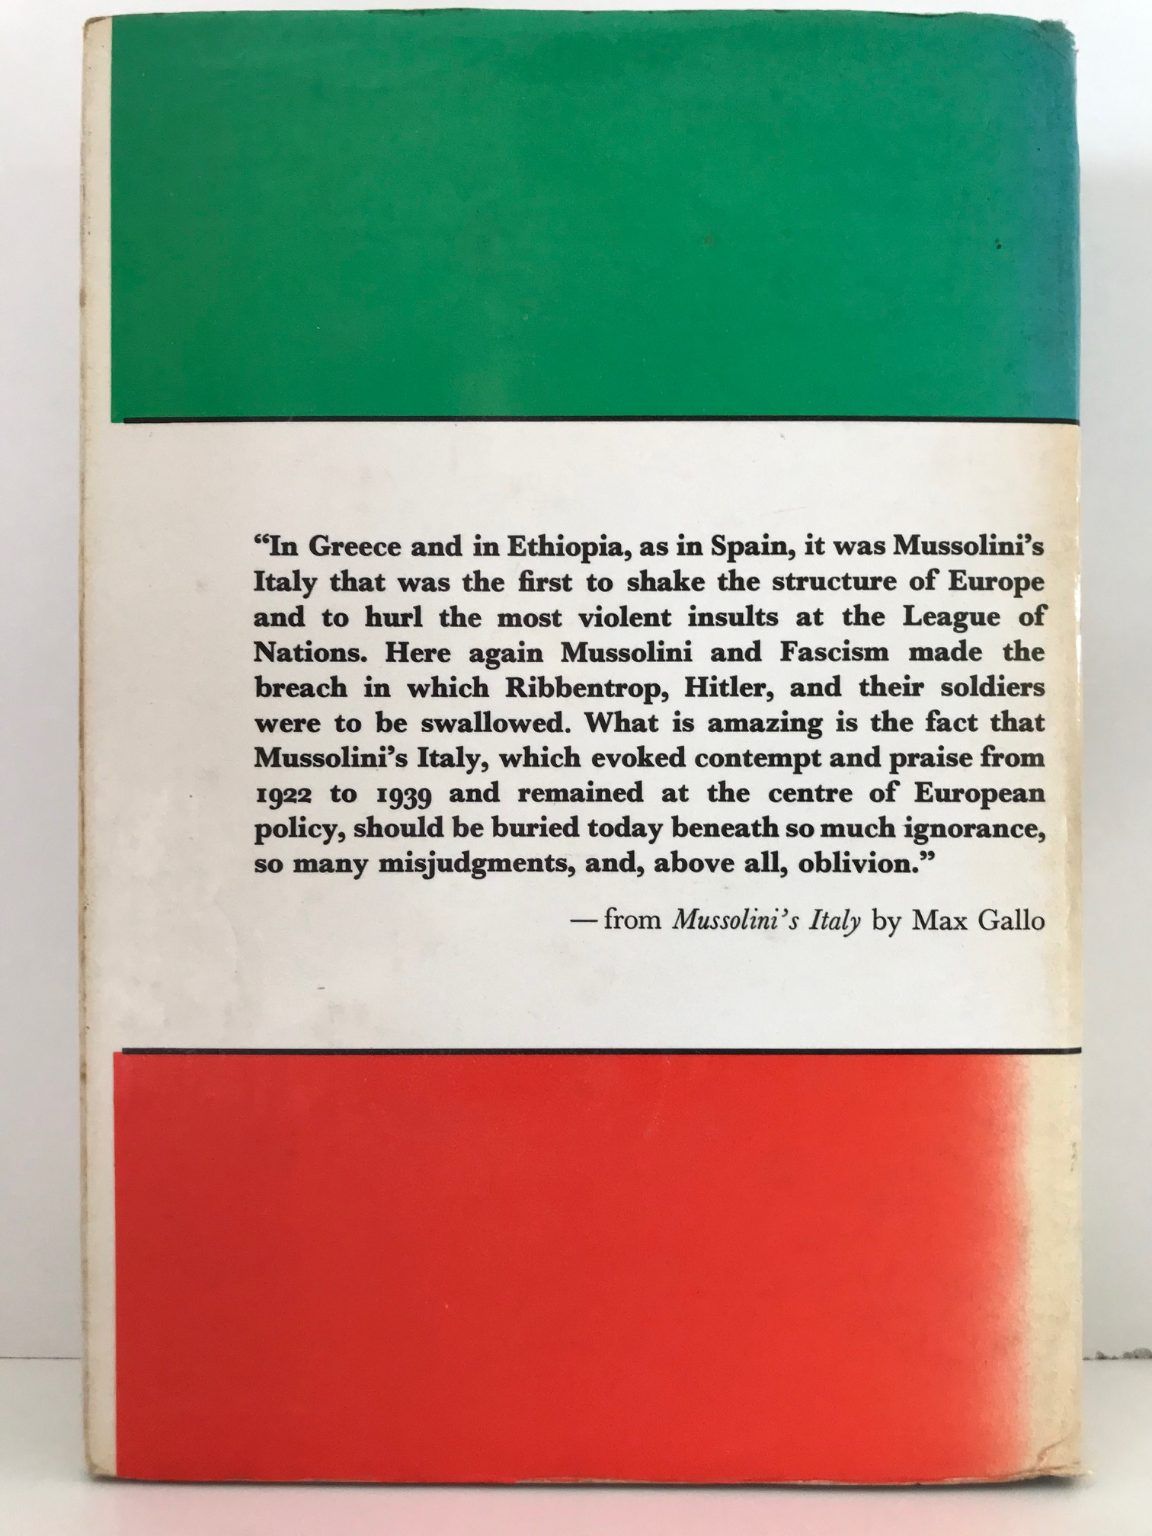 “In Greece and in Ethiopia, as in Spain, it was Mussolini’s
Italy that was the first to shake the structure of Europe
and to hurl the most violent insults at the League of
Nations. Here again Mussolini and Fascism made the
breach in which Ribbentrop, Hitler, and their soldiers
were to be swallowed. What is amazing is the fact that
Mussolini’s Italy, which evoked contempt and praise from
1922 to 1939 and remained at the centre of European
policy, should be buried today beneath so much ignorance,
so many misjudgments, and, above all, oblivion.”
— from Mussolini’s Italy by Max Gallo